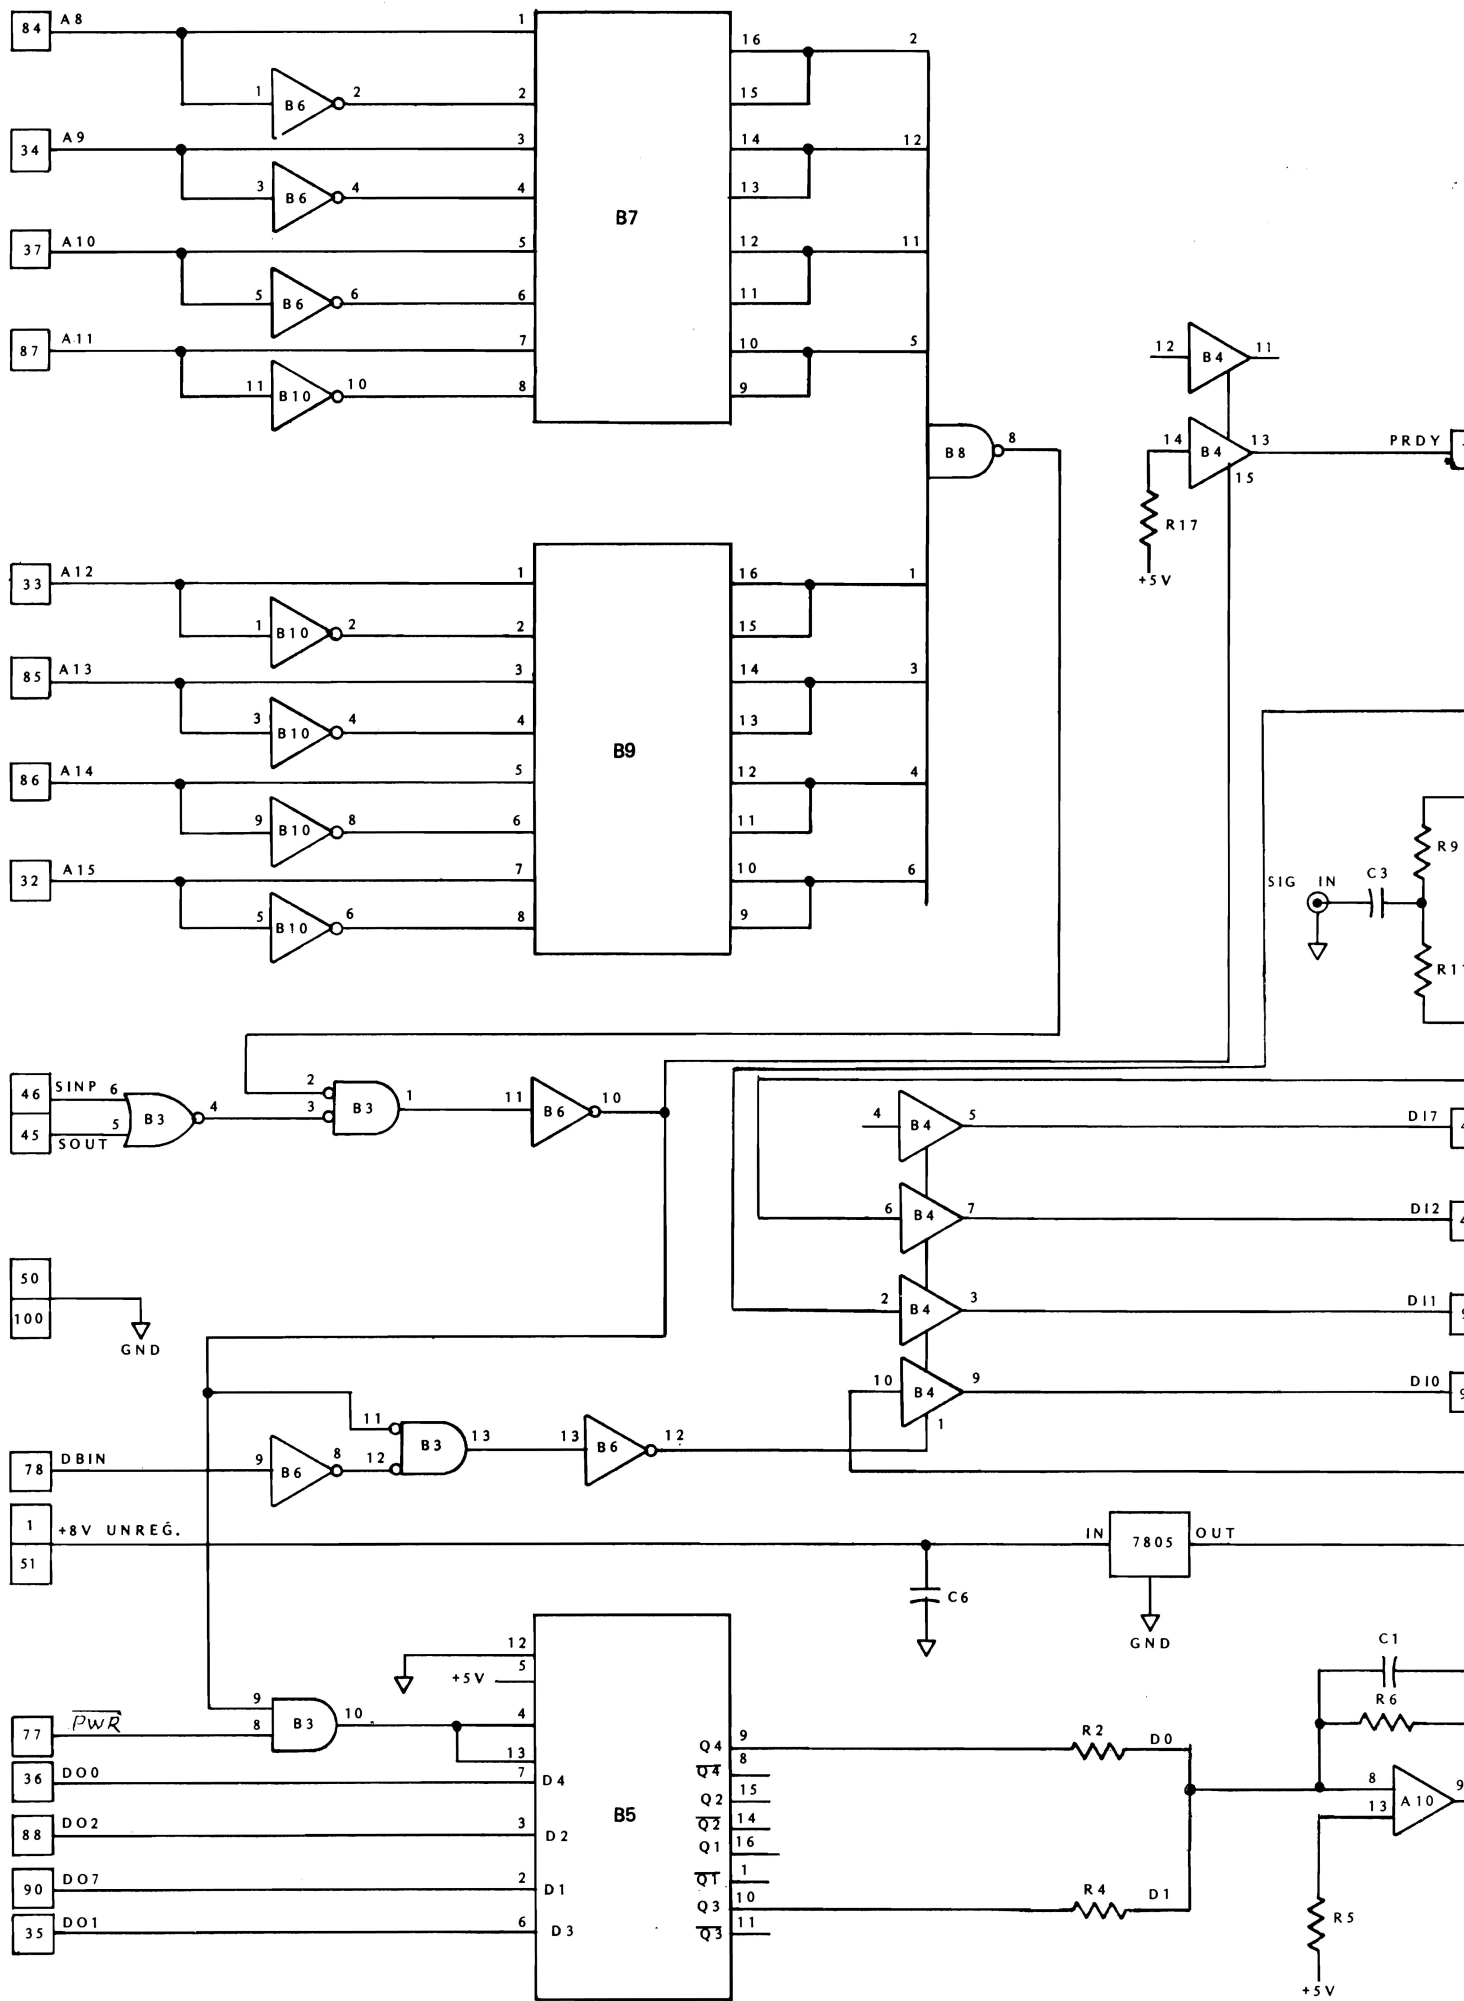 84 A8 1 16 2
1 B6 2 2 15
34 A9 3 14 12
3 B6 4 4 13
B7
37 A10 5 12 11
5 B6 6 6 11
87 A11 7 10 5
11 B10 10 8 9
12 B4 11
B8 8
14 B4 13 PRDY
15
R17
+5V
33 A12 1 16 1
1 B10 2 2 15
85 A13 3 14 3
3 B10 4 4 13
B9
86 A14 5 12 4
9 B10 8 6 11
32 A15 7 10 6
5 B10 6 8 9
R9
SIG IN C3
46 SINP 6
45 SOUT 5
B3 4
2
3 B3 1
11 B6 10
4 B4 5 DI7
6 B4 7 DI2
50
100
GND
2 B4 3 DI1
10 B4 9 DI0
1
11
12 B3 13
13 B6 12
78 DBIN 9 B6 8
1 +8V UNREG.
51
IN 7805 OUT
C6
GND
12
+5V 5
9
8 B3 10 4
77 PWR
13
36 DO0 7 D4
88 DO2 3 D2
90 DO7 2 D1
35 DO1 6 D3
B5
Q4 9
Q4 8
Q2 15
Q2 14
Q1 16
Q1 1
Q3 10
Q3 11
R2 D0
R4 D1
C1
R6
8 A10 9
13
R5
+5V